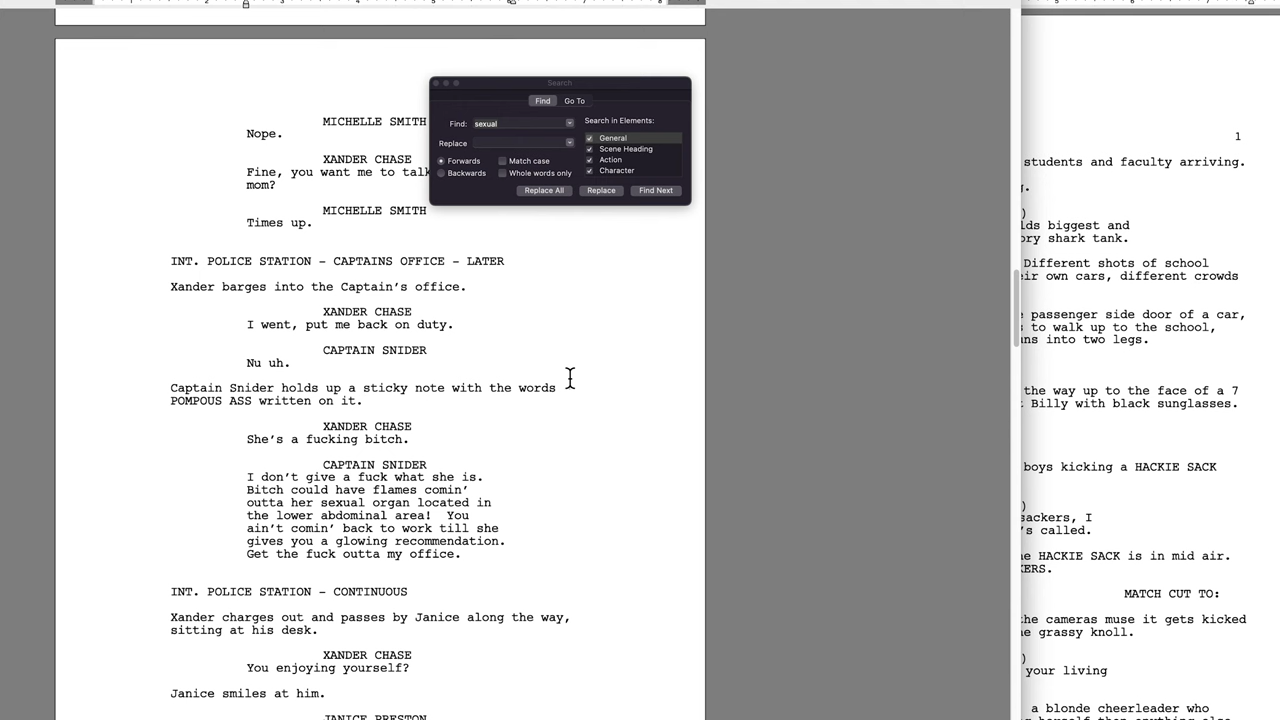 MICHELLE SMITH
Nope.
XANDER CHASE
Fine, you want me to talk
mom?
MICHELLE SMITH
Times up.
INT. POLICE STATION – CAPTAINS OFFICE – LATER
Xander barges into the Captain's office.
XANDER CHASE
I went, put me back on duty.
CAPTAIN SNIDER
Nu uh.
Captain Snider holds up a sticky note with the words
POMPOUS ASS written on it.
XANDER CHASE
She's a fucking bitch.
CAPTAIN SNIDER
I don't give a fuck what she is.
Bitch could have flames comin'
outta her sexual organ located in
the lower abdominal area! You
ain't comin' back to work till she
gives you a glowing recommendation.
Get the fuck outta my office.
INT. POLICE STATION – CONTINUOUS
Xander charges out and passes by Janice along the way,
sitting at his desk.
XANDER CHASE
You enjoying yourself?
Janice smiles at him.
JANICE PRESTON
Search
Find
Go To
Find: sexual
Replace
Forwards
Backwards
Match case
Whole words only
Search in Elements:
General
Scene Heading
Action
Character
Replace All
Replace
Find Next
1
students and faculty arriving.
g.
)
lds biggest and
ory shark tank.
Different shots of school
eir own cars, different crowds
passenger side door of a car,
s to walk up to the school,
ns into two legs.
the way up to the face of a 7
t Billy with black sunglasses.
boys kicking a HACKIE SACK
)
sackers, I
's called.
e HACKIE SACK is in mid air.
KERS.
MATCH CUT TO:
the cameras muse it gets kicked
e grassy knoll.
)
your living
a blonde cheerleader who